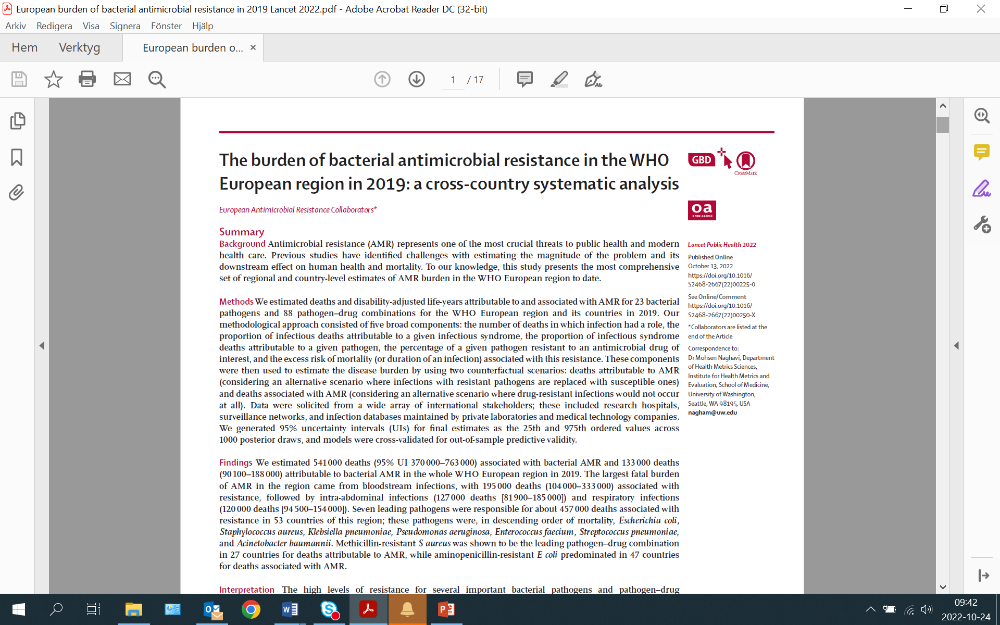 European burden of bacterial antimicrobial resistance in 2019 Lancet 2022.pdf - Adobe Acrobat Reader DC (32-bit)
Arkiv Redigera Visa Signera Fönster Hjälp
Hem Verktyg European burden o... ×
1 / 17
The burden of bacterial antimicrobial resistance in the WHO
European region in 2019: a cross-country systematic analysis
GBD
CrossMark
European Antimicrobial Resistance Collaborators*
oa
OPEN ACCESS
Summary
Background Antimicrobial resistance (AMR) represents one of the most crucial threats to public health and modern
health care. Previous studies have identified challenges with estimating the magnitude of the problem and its
downstream effect on human health and mortality. To our knowledge, this study presents the most comprehensive
set of regional and country-level estimates of AMR burden in the WHO European region to date.
Methods We estimated deaths and disability-adjusted life-years attributable to and associated with AMR for 23 bacterial
pathogens and 88 pathogen–drug combinations for the WHO European region and its countries in 2019. Our
methodological approach consisted of five broad components: the number of deaths in which infection had a role, the
proportion of infectious deaths attributable to a given infectious syndrome, the proportion of infectious syndrome
deaths attributable to a given pathogen, the percentage of a given pathogen resistant to an antimicrobial drug of
interest, and the excess risk of mortality (or duration of an infection) associated with this resistance. These components
were then used to estimate the disease burden by using two counterfactual scenarios: deaths attributable to AMR
(considering an alternative scenario where infections with resistant pathogens are replaced with susceptible ones)
and deaths associated with AMR (considering an alternative scenario where drug-resistant infections would not occur
at all). Data were solicited from a wide array of international stakeholders; these included research hospitals,
surveillance networks, and infection databases maintained by private laboratories and medical technology companies.
We generated 95% uncertainty intervals (UIs) for final estimates as the 25th and 975th ordered values across
1000 posterior draws, and models were cross-validated for out-of-sample predictive validity.
Findings We estimated 541 000 deaths (95% UI 370 000–763 000) associated with bacterial AMR and 133 000 deaths
(90 100–188 000) attributable to bacterial AMR in the whole WHO European region in 2019. The largest fatal burden
of AMR in the region came from bloodstream infections, with 195 000 deaths (104 000–333 000) associated with
resistance, followed by intra-abdominal infections (127 000 deaths [81 900–185 000]) and respiratory infections
(120 000 deaths [94 500–154 000]). Seven leading pathogens were responsible for about 457 000 deaths associated with
resistance in 53 countries of this region; these pathogens were, in descending order of mortality, Escherichia coli,
Staphylococcus aureus, Klebsiella pneumoniae, Pseudomonas aeruginosa, Enterococcus faecium, Streptococcus pneumoniae,
and Acinetobacter baumannii. Methicillin-resistant S aureus was shown to be the leading pathogen–drug combination
in 27 countries for deaths attributable to AMR, while aminopenicillin-resistant E coli predominated in 47 countries
for deaths associated with AMR.
Interpretation The high levels of resistance for several important bacterial pathogens and pathogen–drug
Lancet Public Health 2022
Published Online
October 13, 2022
https://doi.org/10.1016/
S2468-2667(22)00225-0
See Online/Comment
https://doi.org/10.1016/
S2468-2667(22)00250-X
*Collaborators are listed at the
end of the Article
Correspondence to:
Dr Mohsen Naghavi, Department
of Health Metrics Sciences,
Institute for Health Metrics and
Evaluation, School of Medicine,
University of Washington,
Seattle, WA 98195, USA
nagham@uw.edu
09:42
2022-10-24